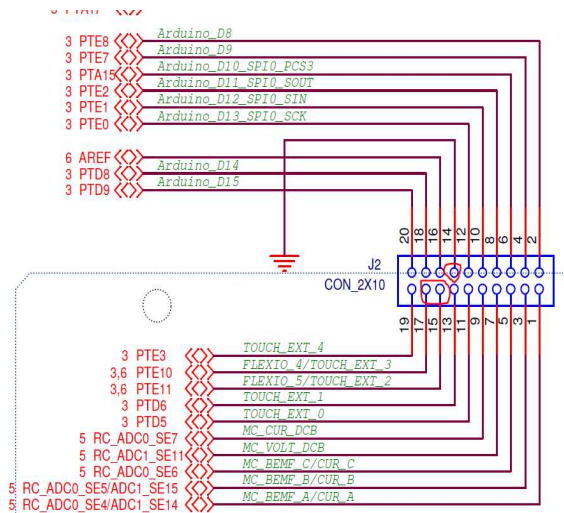 3 PTE8 Arduino_D8
3 PTE7 Arduino_D9
3 PTA15 Arduino_D10_SPI0_PCS3
3 PTE2 Arduino_D11_SPI0_SOUT
3 PTE1 Arduino_D12_SPI0_SIN
3 PTE0 Arduino_D13_SPI0_SCK
6 AREF
3 PTD8 Arduino_D14
3 PTD9 Arduino_D15
20 18 16 14 12 10 8 6 4 2
J2
CON_2X10
19 17 15 13 11 9 7 5 3 1
3 PTE3 TOUCH_EXT_4
3,6 PTE10 FLEXIO_4/TOUCH_EXT_3
3,6 PTE11 FLEXIO_5/TOUCH_EXT_2
3 PTD6 TOUCH_EXT_1
3 PTD5 TOUCH_EXT_0
5 RC_ADC0_SE7 MC_CUR_DCB
5 RC_ADC1_SE11 MC_VOLT_DCB
5 RC_ADC0_SE6 MC_BEMF_C/CUR_C
5 RC_ADC0_SE5/ADC1_SE15 MC_BEMF_B/CUR_B
5 RC_ADC0_SE4/ADC1_SE14 MC_BEMF_A/CUR_A